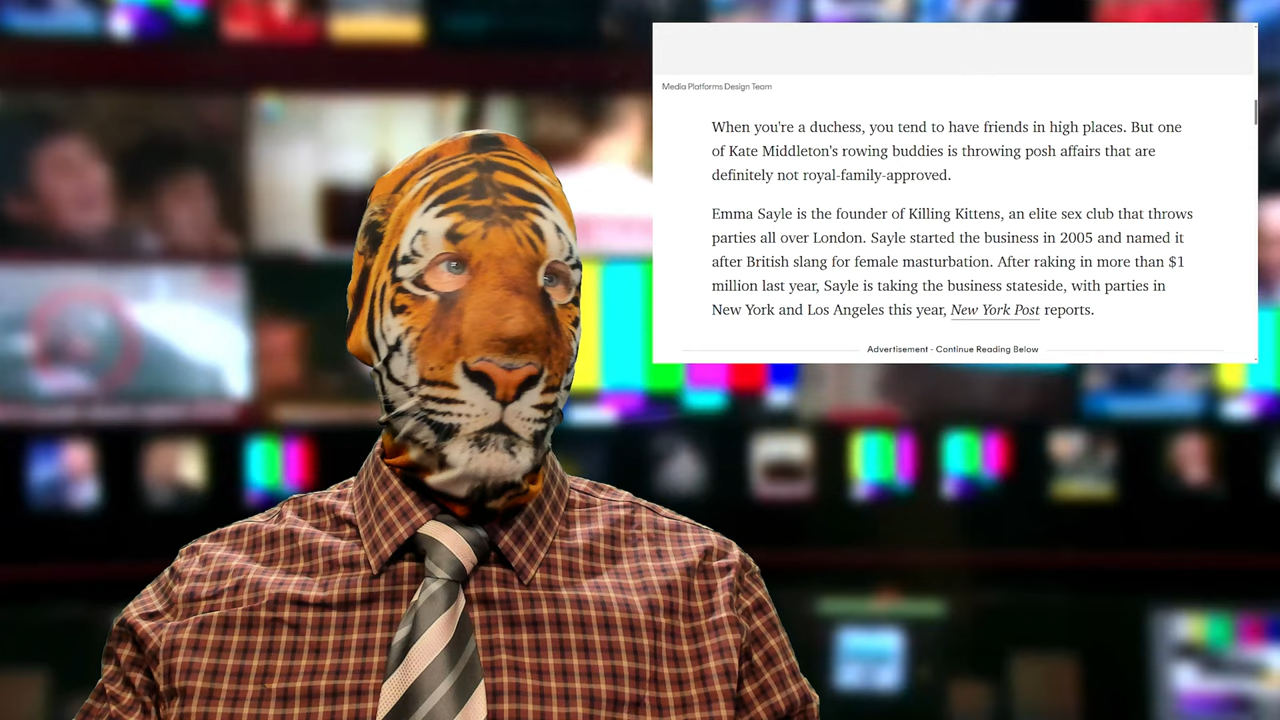 Media Platforms Design Team
When you're a duchess, you tend to have friends in high places. But one
of Kate Middleton's rowing buddies is throwing posh affairs that are
definitely not royal-family-approved.
Emma Sayle is the founder of Killing Kittens, an elite sex club that throws
parties all over London. Sayle started the business in 2005 and named it
after British slang for female masturbation. After raking in more than $1
million last year, Sayle is taking the business stateside, with parties in
New York and Los Angeles this year, New York Post reports.
Advertisement - Continue Reading Below